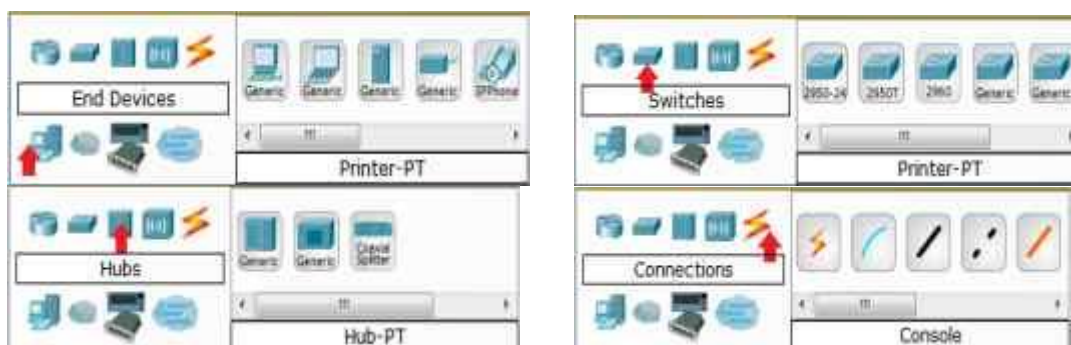 End Devices
Generic Generic Generic Generic IPPhone
Printer-PT
Switches
2950-24 2950T 2960 Generic Generic
Printer-PT
Hubs
Generic Generic Coaxial Splitter
Hub-PT
Connections
Console